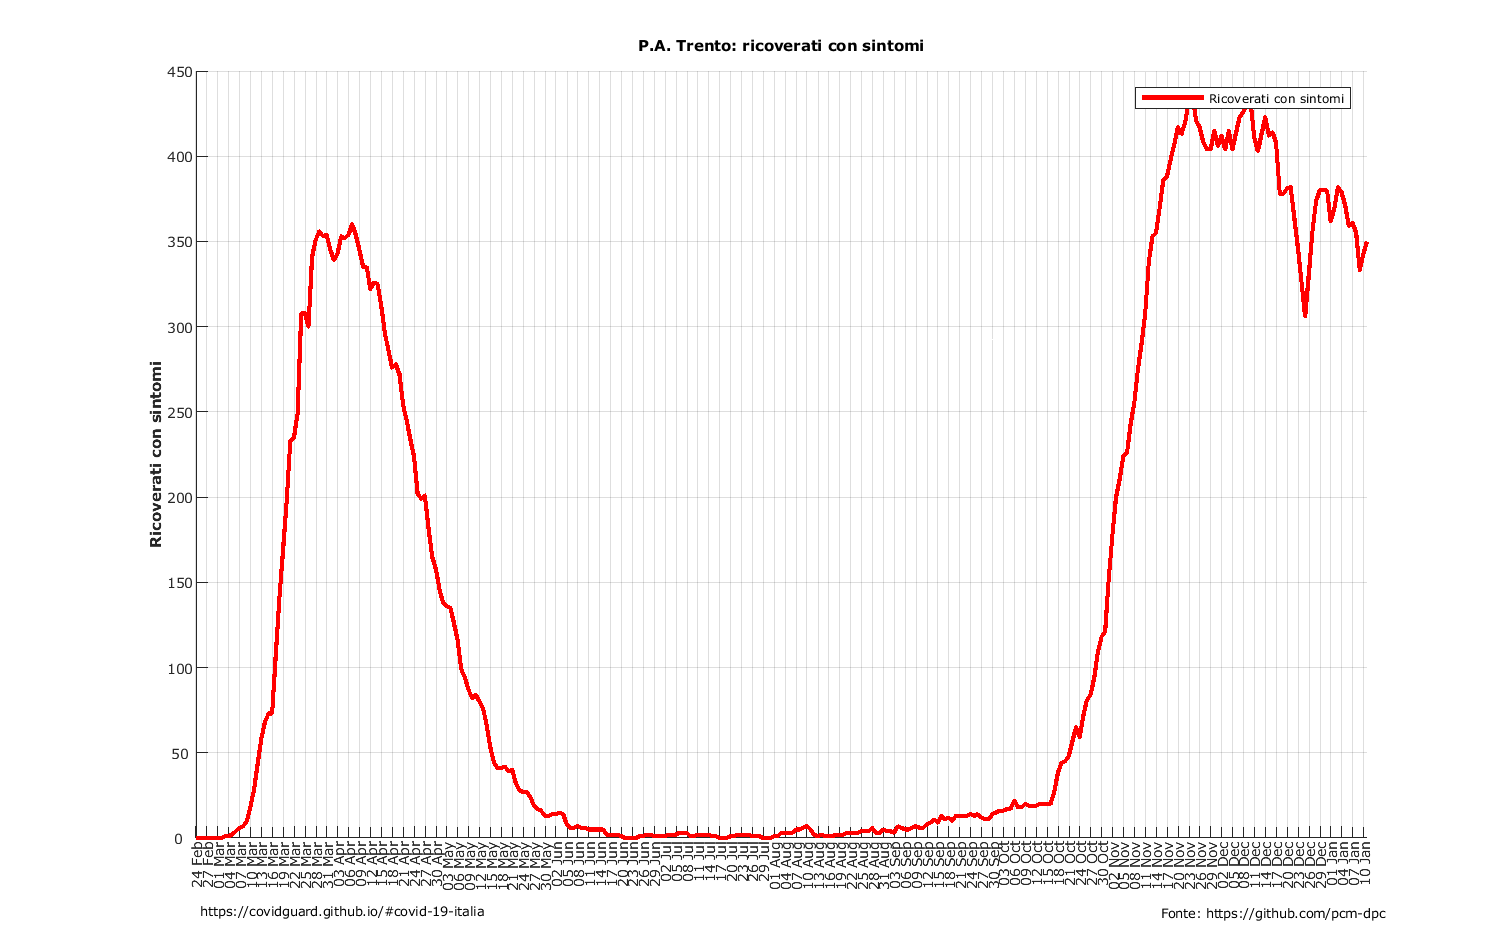 P.A. Trento: ricoverati con sintomi
450
400
350
300
250
200
150
100
50
0
Ricoverati con sintomi
Ricoverati con sintomi
24 Feb
27 Feb
01 Mar
04 Mar
07 Mar
10 Mar
13 Mar
16 Mar
19 Mar
22 Mar
25 Mar
28 Mar
31 Mar
03 Apr
06 Apr
09 Apr
12 Apr
15 Apr
18 Apr
21 Apr
24 Apr
27 Apr
30 Apr
03 May
06 May
09 May
12 May
15 May
18 May
21 May
24 May
27 May
30 May
02 Jun
05 Jun
08 Jun
11 Jun
14 Jun
17 Jun
20 Jun
23 Jun
26 Jun
29 Jun
02 Jul
05 Jul
08 Jul
11 Jul
14 Jul
17 Jul
20 Jul
23 Jul
26 Jul
29 Jul
01 Aug
04 Aug
07 Aug
10 Aug
13 Aug
16 Aug
19 Aug
22 Aug
25 Aug
28 Aug
31 Aug
03 Sep
06 Sep
09 Sep
12 Sep
15 Sep
18 Sep
21 Sep
24 Sep
27 Sep
30 Sep
03 Oct
06 Oct
09 Oct
12 Oct
15 Oct
18 Oct
21 Oct
24 Oct
27 Oct
30 Oct
02 Nov
05 Nov
08 Nov
11 Nov
14 Nov
17 Nov
20 Nov
23 Nov
26 Nov
29 Nov
02 Dec
05 Dec
08 Dec
11 Dec
14 Dec
17 Dec
20 Dec
23 Dec
26 Dec
29 Dec
01 Jan
04 Jan
07 Jan
10 Jan
https://covidguard.github.io/#covid-19-italia
Fonte: https://github.com/pcm-dpc